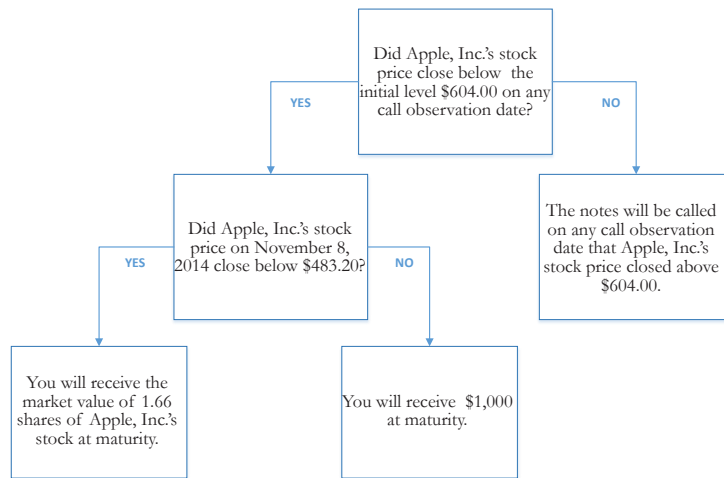 Did Apple, Inc.'s stock
price close below the
initial level $604.00 on any
call observation date?
YES
NO
Did Apple, Inc.'s stock
price on November 8,
2014 close below $483.20?
The notes will be called
on any call observation
date that Apple, Inc.'s
stock price closed above
$604.00.
YES
NO
You will receive the
market value of 1.66
shares of Apple, Inc.'s
stock at maturity.
You will receive $1,000
at maturity.